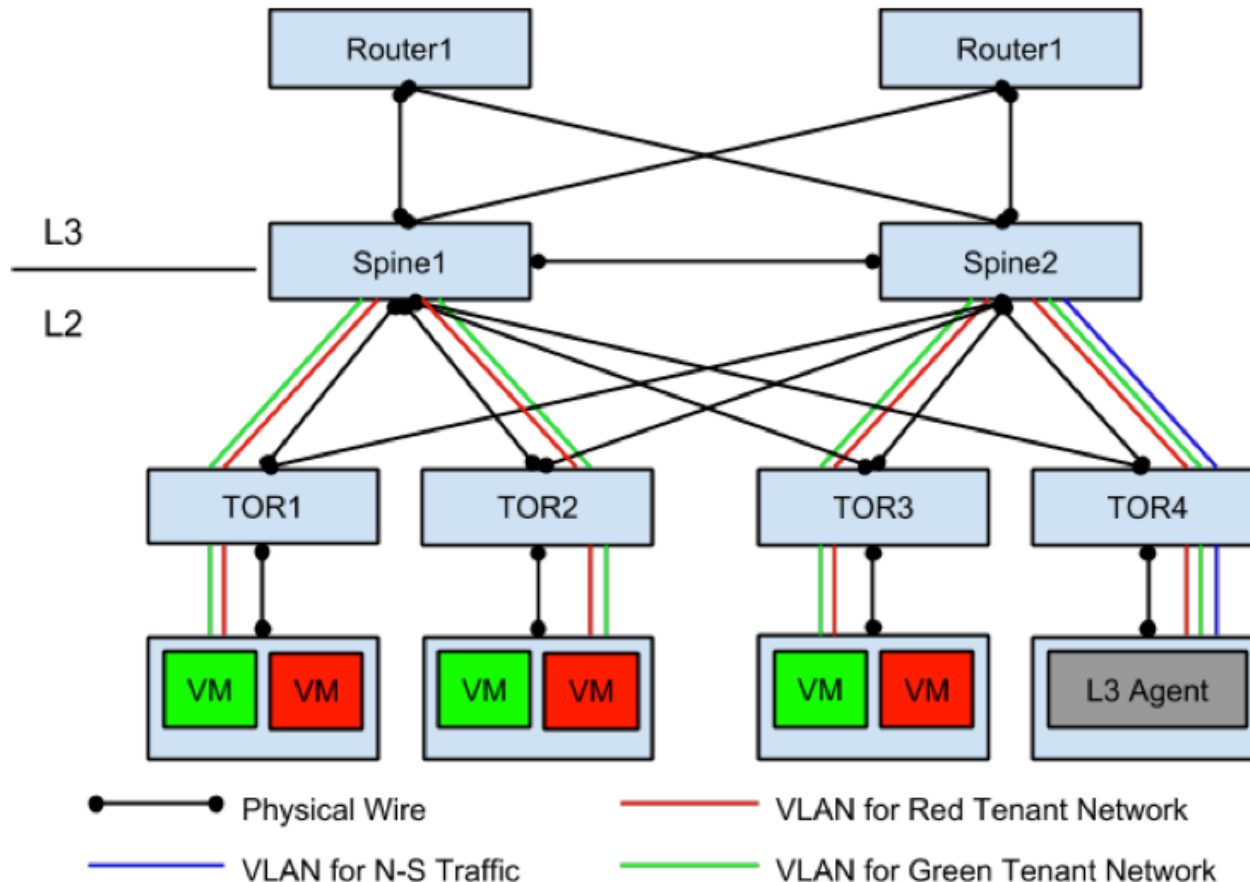 Router1
Router1
L3
Spine1
Spine2
L2
TOR1
TOR2
TOR3
TOR4
VM
VM
VM
VM
VM
VM
L3 Agent
Physical Wire
VLAN for Red Tenant Network
VLAN for N-S Traffic
VLAN for Green Tenant Network